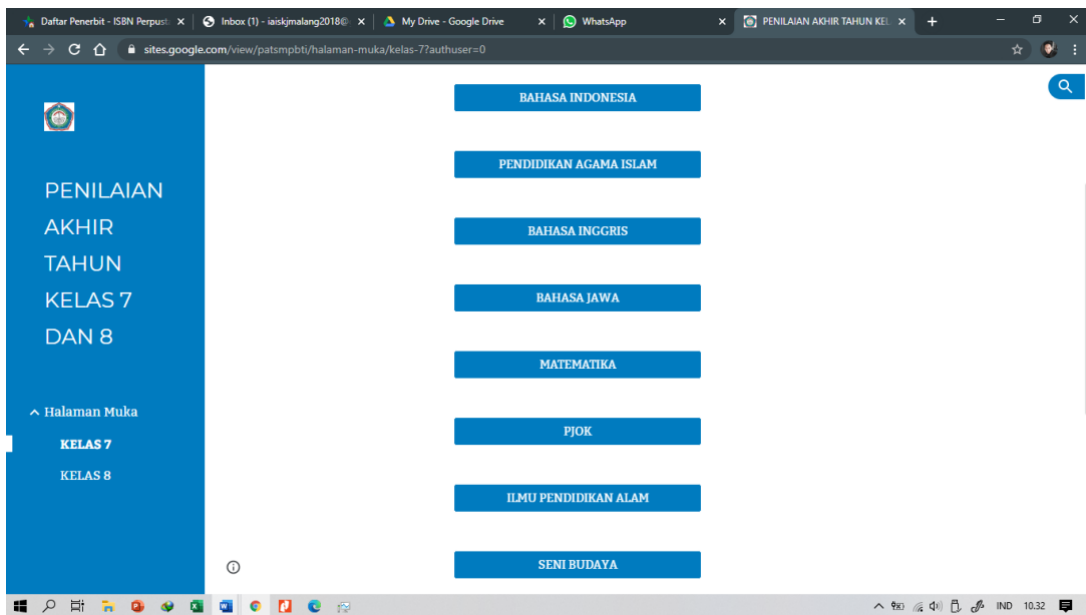 Daftar Penerbit - ISBN Perpust
Inbox (1) - iaiskjmalang2018@
My Drive - Google Drive
WhatsApp
PENILAIAN AKHIR TAHUN KEL
sites.google.com/view/patsmpbti/halaman-muka/kelas-7?authuser=0
PENILAIAN
AKHIR
TAHUN
KELAS 7
DAN 8
Halaman Muka
KELAS 7
KELAS 8
BAHASA INDONESIA
PENDIDIKAN AGAMA ISLAM
BAHASA INGGRIS
BAHASA JAWA
MATEMATIKA
PJOK
ILMU PENDIDIKAN ALAM
SENI BUDAYA
IND 10.32